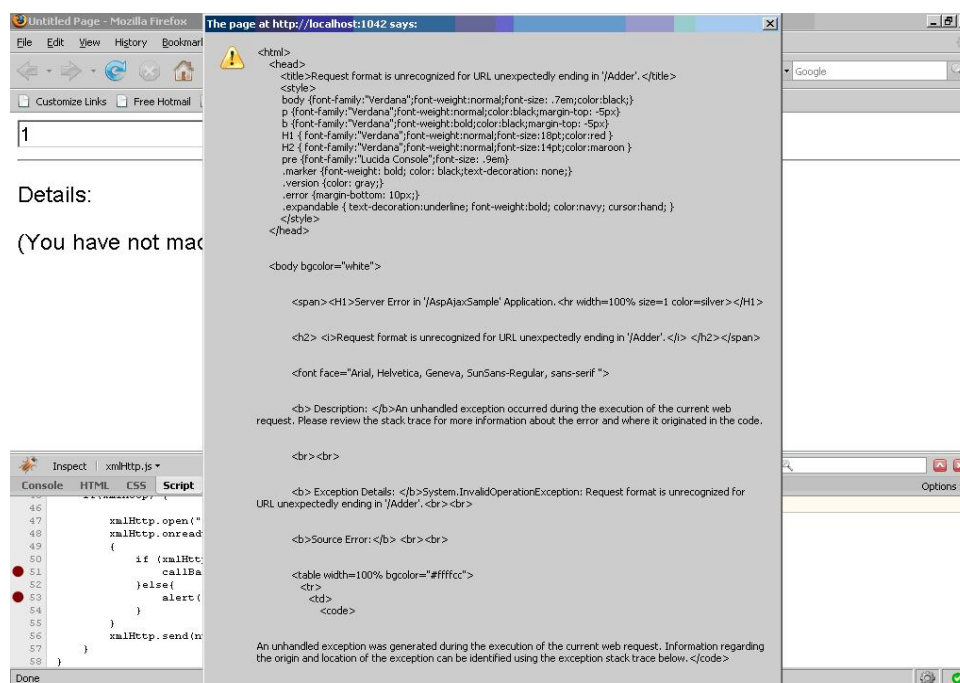 Untitled Page - Mozilla Firefox
The page at http://localhost:1042 says:
File Edit View History Bookmar
Google
Customize Links Free Hotmail
1
Details:
(You have not mad
<html>
<head>
<title>Request format is unrecognized for URL unexpectedly ending in '/Adder'.</title>
<style>
body {font-family:"Verdana";font-weight:normal;font-size: .7em;color:black;}
p {font-family:"Verdana";font-weight:normal;color:black;margin-top: -5px}
b {font-family:"Verdana";font-weight:bold;color:black;margin-top: -5px}
H1 { font-family:"Verdana";font-weight:normal;font-size:18pt;color:red }
H2 { font-family:"Verdana";font-weight:normal;font-size:14pt;color:maroon }
pre {font-family:"Lucida Console";font-size: .9em}
.marker {font-weight: bold; color: black;text-decoration: none;}
.version {color: gray;}
.error {margin-bottom: 10px;}
.expandable { text-decoration:underline; font-weight:bold; color:navy; cursor:hand; }
</style>
</head>
<body bgcolor="white">
<span><H1>Server Error in '/AspAjaxSample' Application.<hr width=100% size=1 color=silver></H1>
<h2> <i>Request format is unrecognized for URL unexpectedly ending in '/Adder'.</i> </h2></span>
<font face="Arial, Helvetica, Geneva, SunSans-Regular, sans-serif ">
<b> Description: </b>An unhandled exception occurred during the execution of the current web
request. Please review the stack trace for more information about the error and where it originated in the code.
<br><br>
<b> Exception Details: </b>System.InvalidOperationException: Request format is unrecognized for
URL unexpectedly ending in '/Adder'.<br><br>
<b>Source Error:</b> <br><br>
<table width=100% bgcolor="#ffffcc">
<tr>
<td>
<code>
An unhandled exception was generated during the execution of the current web request. Information regarding
the origin and location of the exception can be identified using the exception stack trace below.</code>
Inspect xmlHttp.js
Console HTML CSS Script
Options
46
47 xmlHttp.open("
48 xmlHttp.onready
49 {
50 if (xmlHtt
51 callBa
52 }else{
53 alert(
54 }
55 }
56 xmlHttp.send(n
57 }
58 }
Done